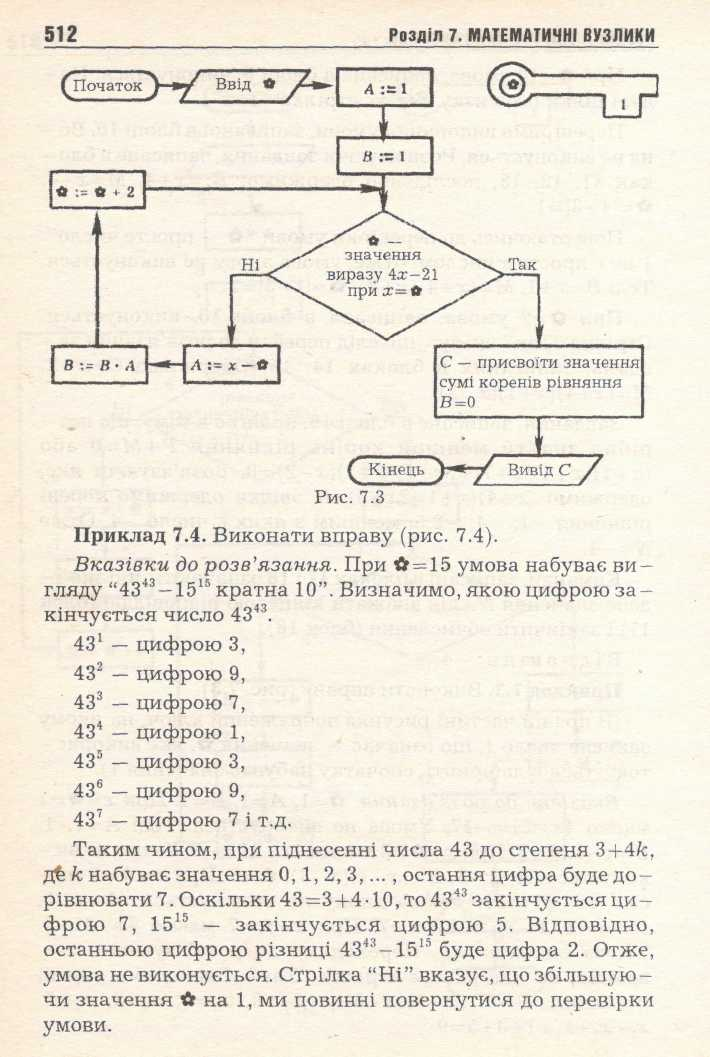 512
Розділ 7. МАТЕМАТИЧНІ ВУЗЛИКИ
Початок
Ввід ✿
A := 1
1
B := 1
✿ := ✿ + 2
✿ –
значення
виразу 4x–21
при x=✿
Ні
Так
B := B · A
A := x – ✿
C — присвоїти значення
сумі коренів рівняння
B=0
Кінець
Вивід C
Рис. 7.3
Приклад 7.4. Виконати вправу (рис. 7.4).
Вказівки до розв’язання. При ✿=15 умова набуває ви–
гляду “43⁴³–15¹⁵ кратна 10”. Визначимо, якою цифрою за–
кінчується число 43⁴³.
43¹ — цифрою 3,
43² — цифрою 9,
43³ — цифрою 7,
43⁴ — цифрою 1,
43⁵ — цифрою 3,
43⁶ — цифрою 9,
43⁷ — цифрою 7 і т.д.
Таким чином, при піднесенні числа 43 до степеня 3+4k,
де k набуває значення 0, 1, 2, 3, ... , остання цифра буде до–
рівнювати 7. Оскільки 43=3+4·10, то 43⁴³ закінчується ци–
фрою 7, 15¹⁵ — закінчується цифрою 5. Відповідно,
останньою цифрою різниці 43⁴³–15¹⁵ буде цифра 2. Отже,
умова не виконується. Стрілка “Ні” вказує, що збільшую–
чи значення ✿ на 1, ми повинні повернутися до перевірки
умови.